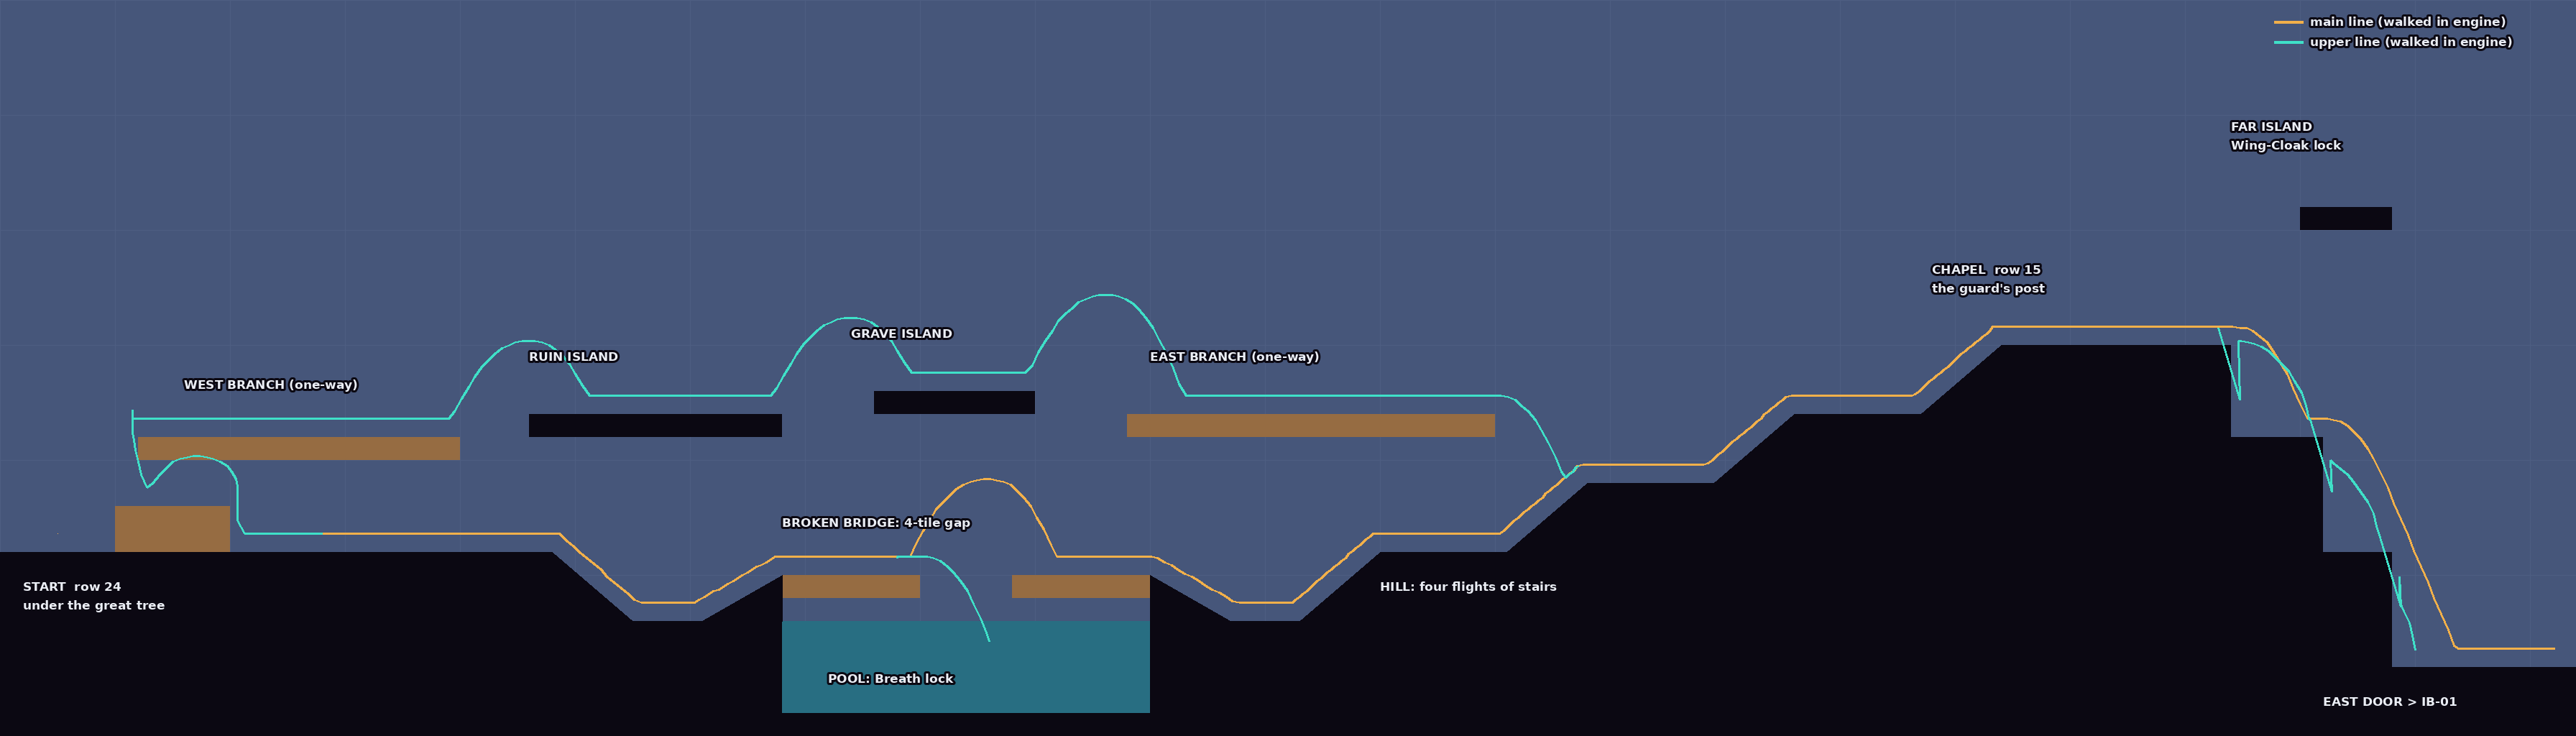 main line (walked in engine)
upper line (walked in engine)
FAR ISLAND
Wing-Cloak lock
CHAPEL  row 15
the guard's post
GRAVE ISLAND
RUIN ISLAND
EAST BRANCH (one-way)
WEST BRANCH (one-way)
BROKEN BRIDGE: 4-tile gap
START  row 24
under the great tree
HILL: four flights of stairs
POOL: Breath lock
EAST DOOR > IB-01